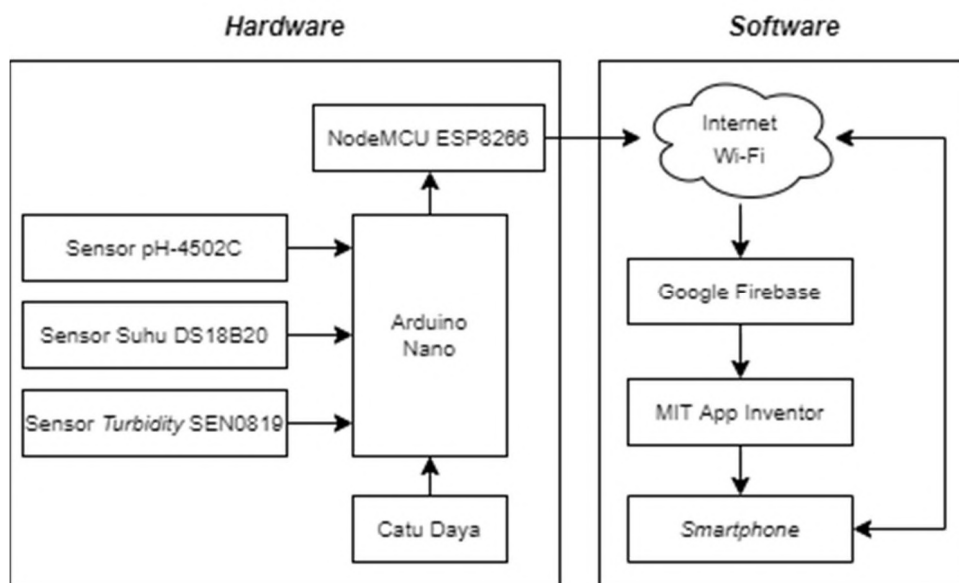 Hardware
Software
NodeMCU ESP8266
Internet
Wi-Fi
Sensor pH-4502C
Sensor Suhu DS18B20
Sensor Turbidity SEN0819
Arduino
Nano
Catu Daya
Google Firebase
MIT App Inventor
Smartphone